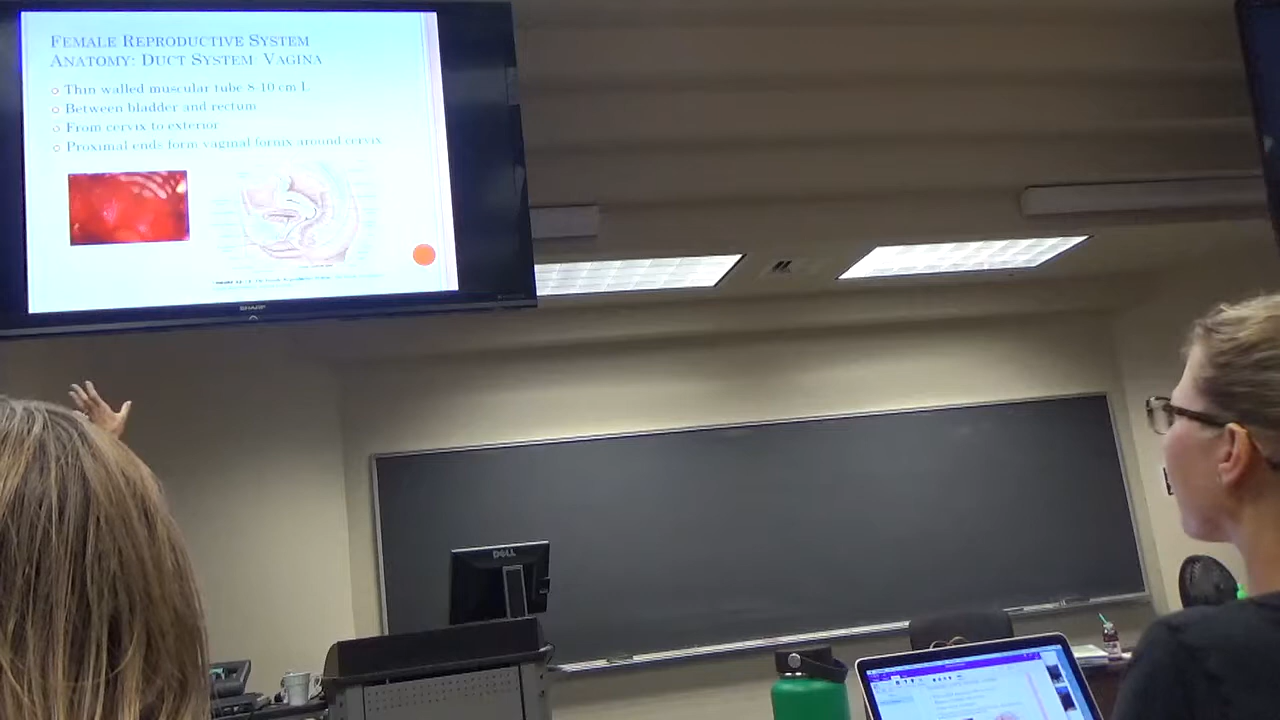 FEMALE REPRODUCTIVE SYSTEM
ANATOMY: DUCT SYSTEM VAGINA
Thin walled muscular tube 8-10 cm L
Between bladder and rectum
From cervix to exterior
Proximal ends form vaginal fornix around cervix
SHARP
DELL